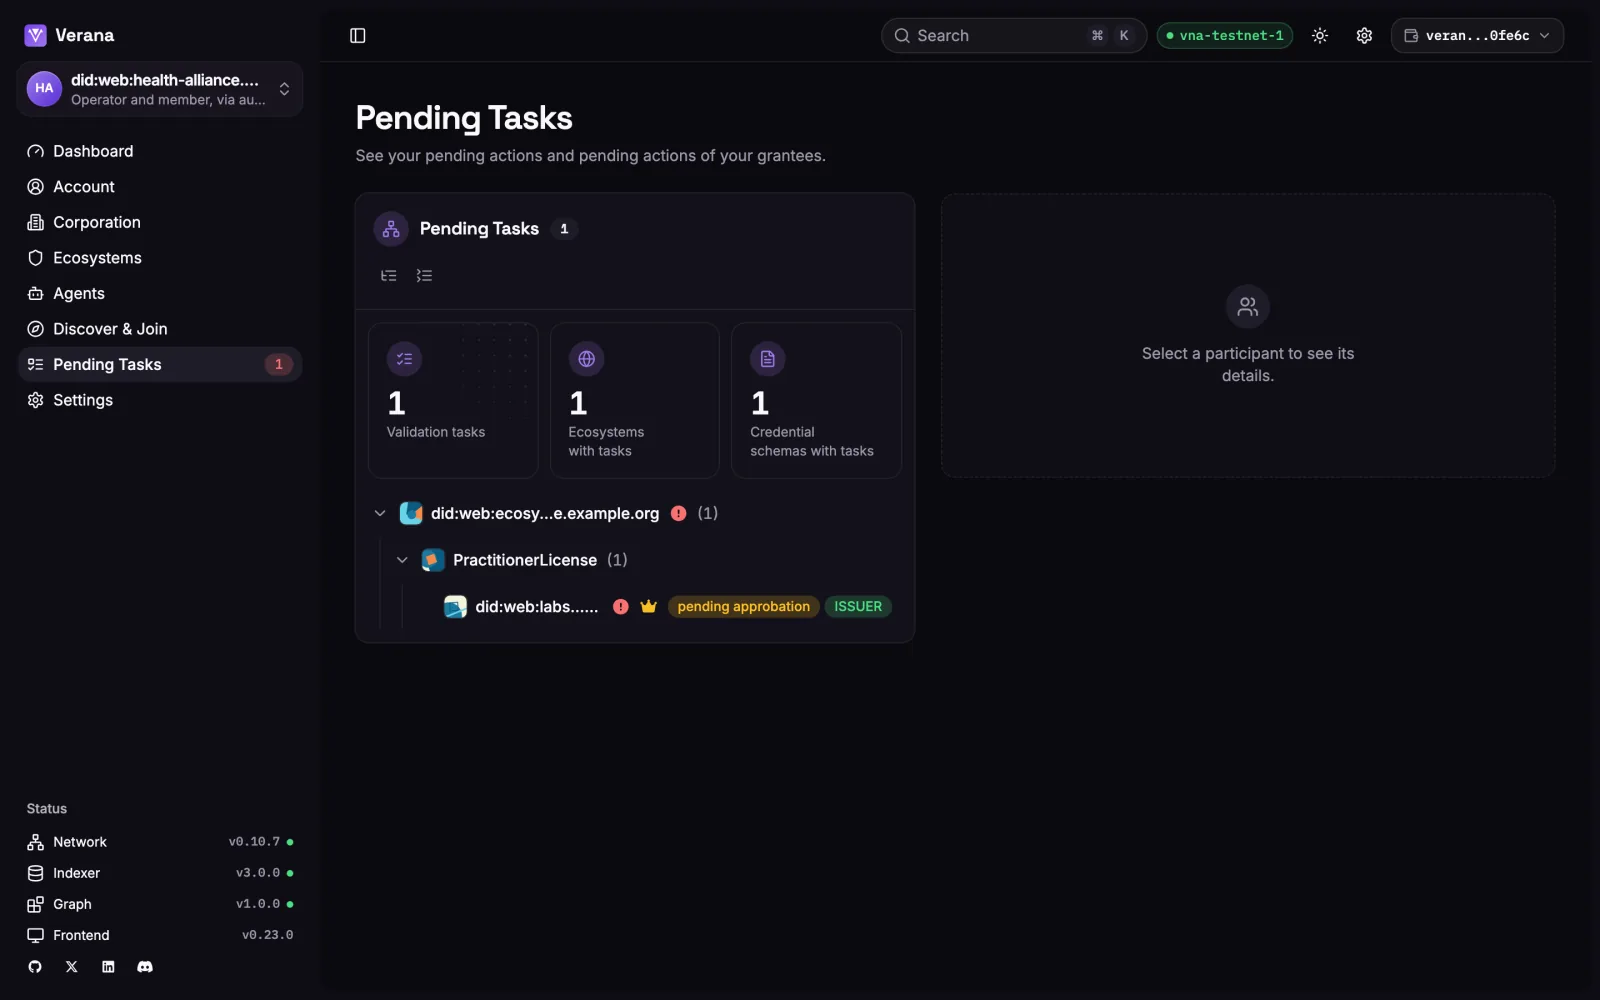 Verana
HA
did:web:health-alliance....
Operator and member, via au...
Dashboard
Account
Corporation
Ecosystems
Agents
Discover & Join
Pending Tasks 1
Settings
Status
Network v0.10.7
Indexer v3.0.0
Graph v1.0.0
Frontend v0.23.0
Search ⌘ K
vna-testnet-1
veran...0fe6c
Pending Tasks
See your pending actions and pending actions of your grantees.
Pending Tasks 1
1
Validation tasks
1
Ecosystems
with tasks
1
Credential
schemas with tasks
did:web:ecosy...e.example.org (1)
PractitionerLicense (1)
did:web:labs...... pending approbation ISSUER
Select a participant to see its
details.